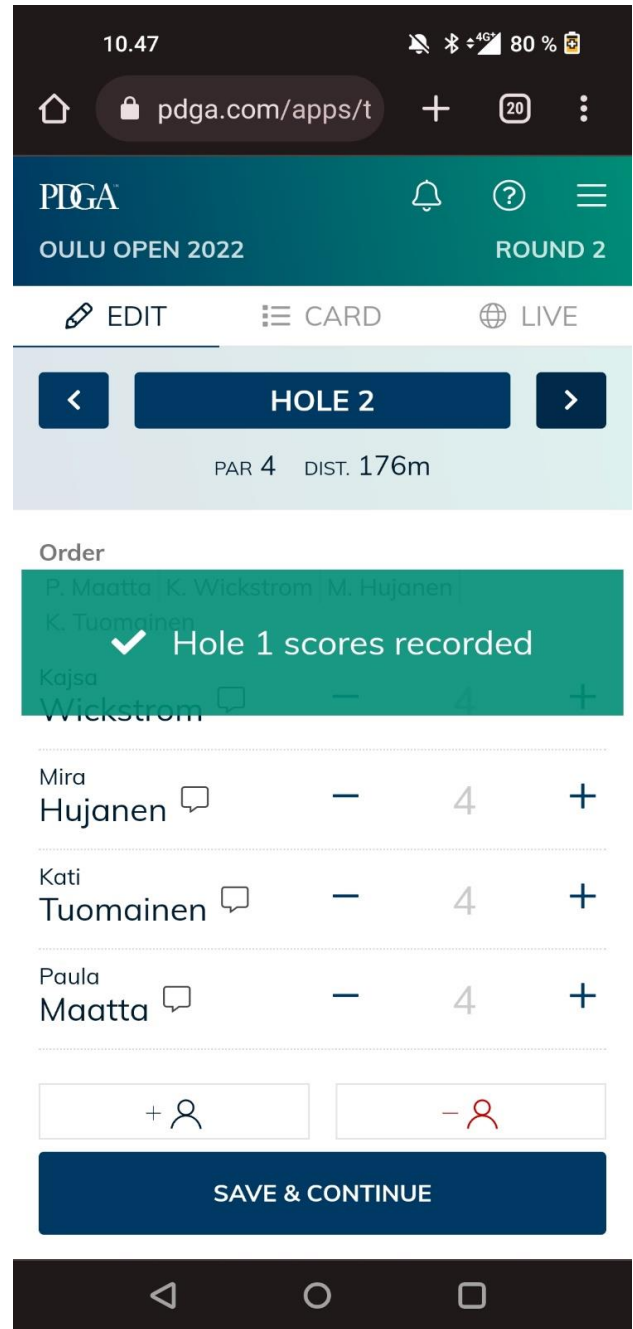 10.47 4G+ 80 %
pdga.com/apps/t 20
PDGA
OULU OPEN 2022 ROUND 2
EDIT CARD LIVE
HOLE 2
PAR 4 DIST. 176m
Order
P. Maatta K. Wickstrom M. Hujanen
K. Tuomainen
Hole 1 scores recorded
Kajsa
Wickstrom 4
Mira
Hujanen 4
Kati
Tuomainen 4
Paula
Maatta 4
SAVE & CONTINUE